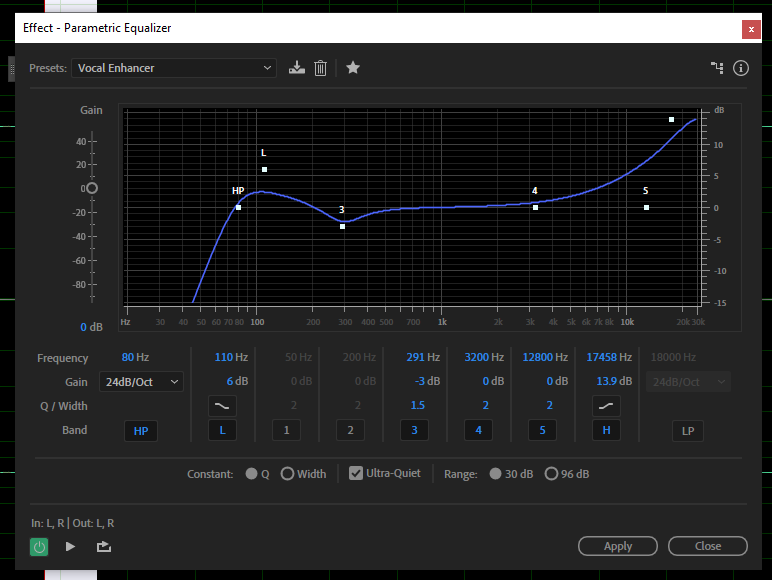 Effect - Parametric Equalizer
x
Presets: Vocal Enhancer
Gain
40
20
0
-20
-40
-60
-80
0 dB
HP
L
3
4
5
dB
10
5
0
-5
-10
-15
Hz 30 40 50 60 70 80 100 200 300 400 500 700 1k 2k 3k 4k 5k 6k 7k 8k 10k 20k 30k
Frequency 80 Hz 110 Hz 50 Hz 200 Hz 291 Hz 3200 Hz 12800 Hz 17458 Hz 18000 Hz
Gain 24dB/Oct 6 dB 0 dB 0 dB -3 dB 0 dB 0 dB 13.9 dB 24dB/Oct
Q / Width 2 2 1.5 2 2
Band HP L 1 2 3 4 5 H LP
Constant: Q Width Ultra-Quiet Range: 30 dB 96 dB
In: L, R | Out: L, R
Apply Close